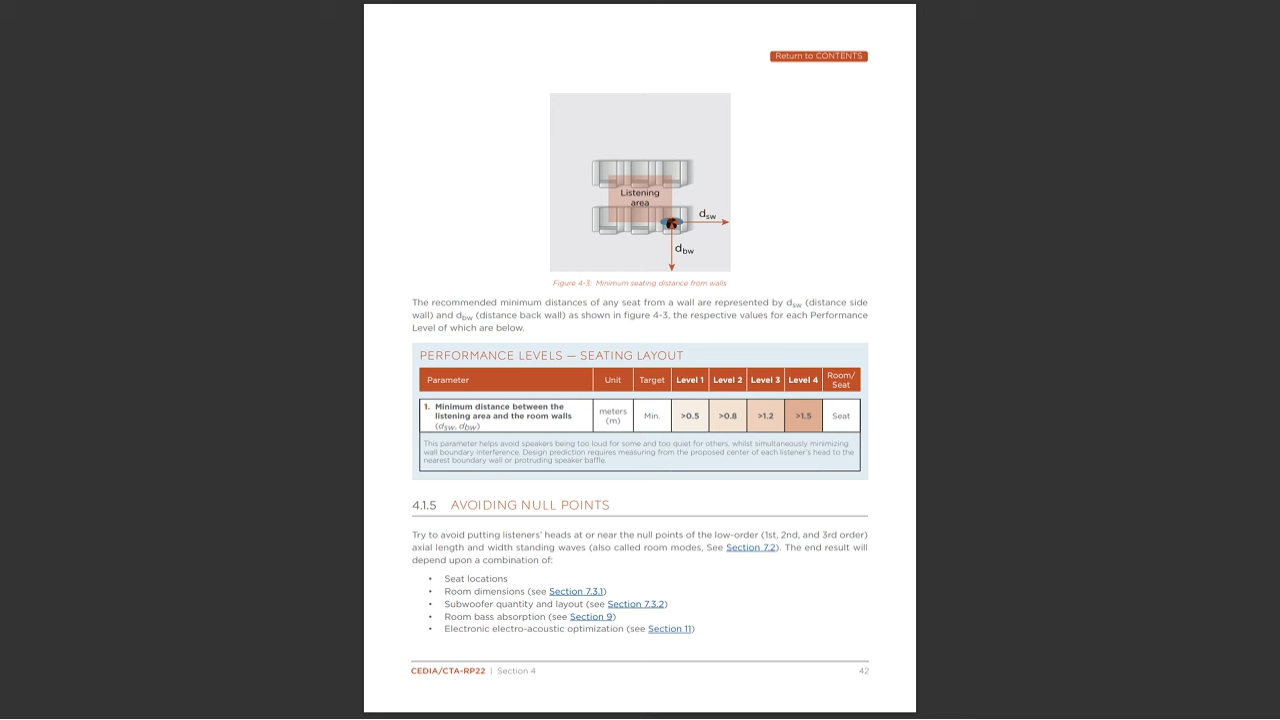 Return to CONTENTS
Listening
area
dsw
dbw
Figure 4-3: Minimum seating distance from walls
The recommended minimum distances of any seat from a wall are represented by dsw (distance side
wall) and dbw (distance back wall) as shown in figure 4-3, the respective values for each Performance
Level of which are below.
PERFORMANCE LEVELS — SEATING LAYOUT
Parameter Unit Target Level 1 Level 2 Level 3 Level 4 Room/
Seat
1. Minimum distance between the
listening area and the room walls
(dsw, dbw)
meters
(m)
Min. >0.5 >0.8 >1.2 >1.5 Seat
This parameter helps avoid speakers being too loud for some and too quiet for others, whilst simultaneously minimizing
wall boundary interference. Design prediction requires measuring from the proposed center of each listener's head to the
nearest boundary wall or protruding speaker baffle.
4.1.5 AVOIDING NULL POINTS
Try to avoid putting listeners' heads at or near the null points of the low-order (1st, 2nd, and 3rd order)
axial length and width standing waves (also called room modes, See Section 7.2). The end result will
depend upon a combination of:
• Seat locations
• Room dimensions (see Section 7.3.1)
• Subwoofer quantity and layout (see Section 7.3.2)
• Room bass absorption (see Section 9)
• Electronic electro-acoustic optimization (see Section 11)
CEDIA/CTA-RP22 | Section 4 42